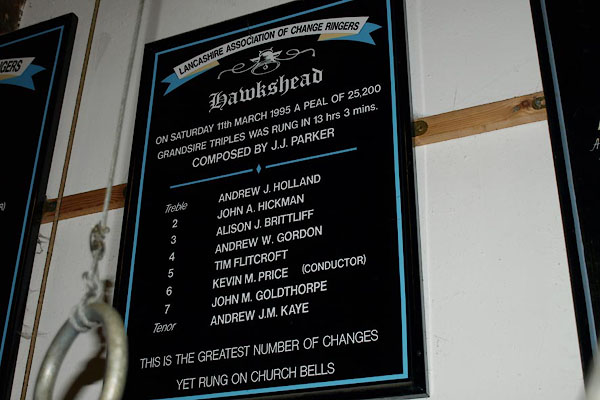 NGERS
LANCASHIRE ASSOCIATION OF CHANGE RINGERS
Hawkshead
ON SATURDAY 11th MARCH 1995 A PEAL OF 25,200
GRANDSIRE TRIPLES WAS RUNG IN 13 hrs 3 mins.
COMPOSED BY J.J. PARKER
Treble ANDREW J. HOLLAND
2 JOHN A. HICKMAN
3 ALISON J. BRITTLIFF
4 ANDREW W. GORDON
5 TIM FLITCROFT
6 KEVIN M. PRICE (CONDUCTOR)
7 JOHN M. GOLDTHORPE
Tenor ANDREW J.M. KAYE
THIS IS THE GREATEST NUMBER OF CHANGES
YET RUNG ON CHURCH BELLS